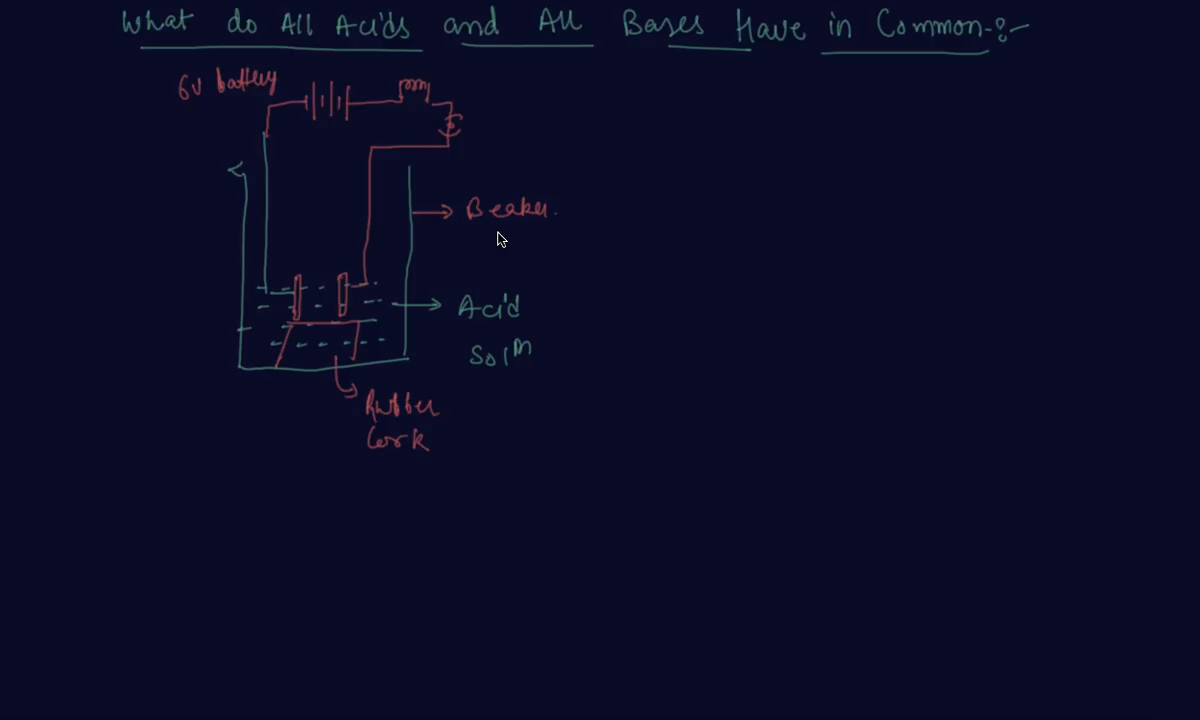 What do All Acids and All Bases Have in Common-:-
6V battery
Beaker.
Acid
Solⁿ
Rubber
Cork